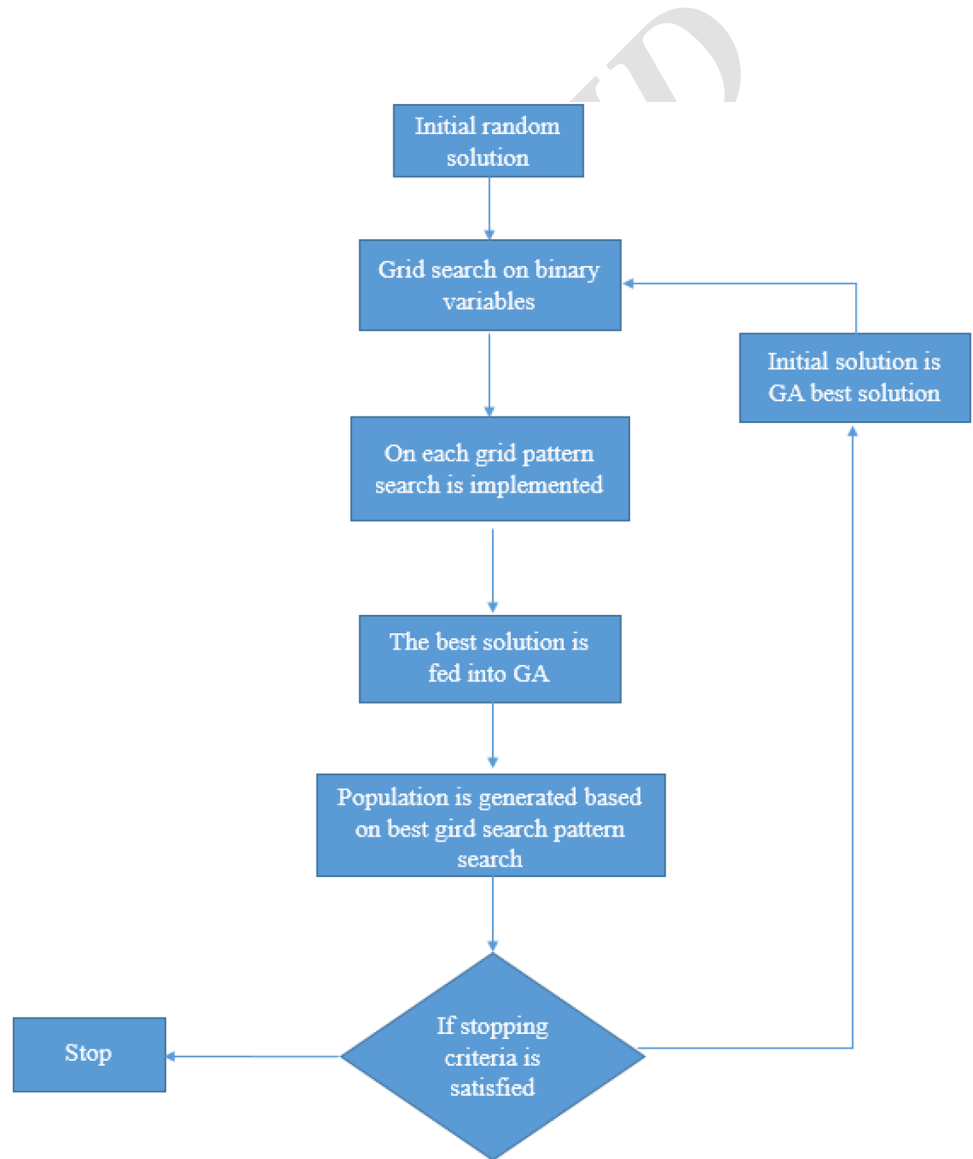 Initial random
solution
Grid search on binary
variables
Initial solution is
GA best solution
On each grid pattern
search is implemented
The best solution is
fed into GA
Population is generated based
on best gird search pattern
search
If stopping
criteria is
satisfied
Stop